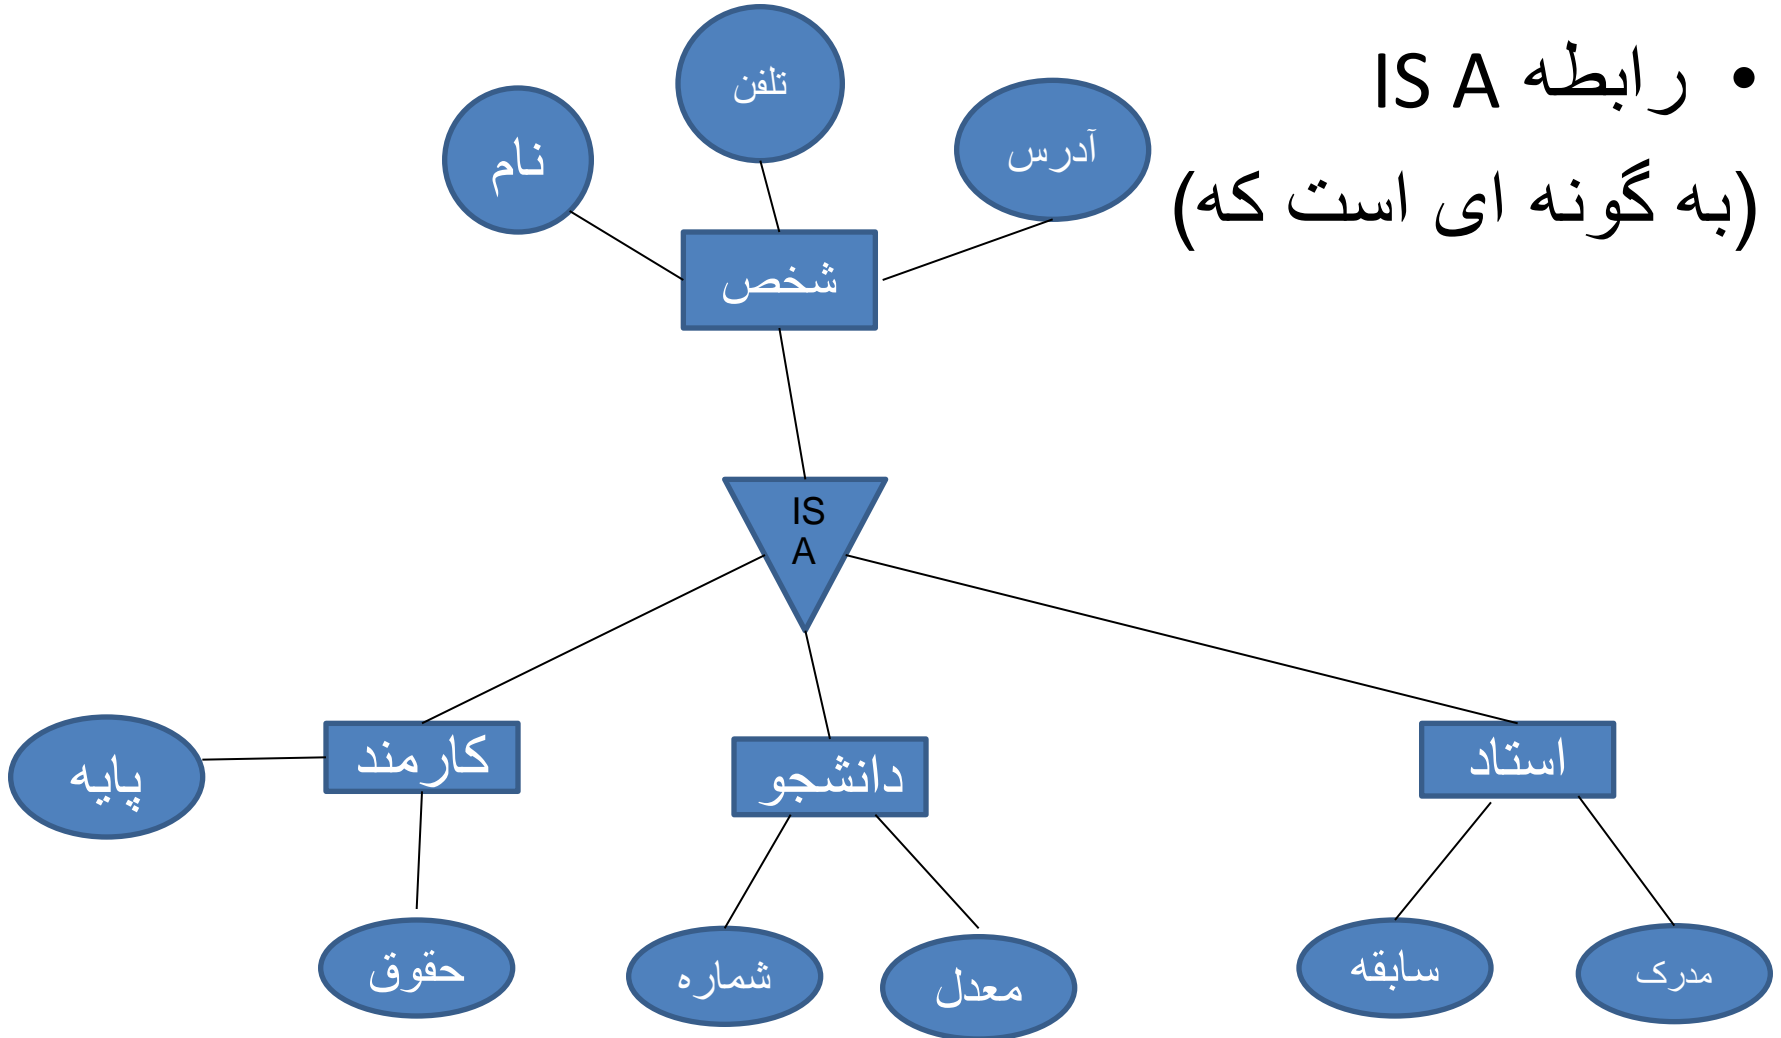 • رابطه IS A
(به گونه ای است که)
تلفن
آدرس
نام
شخص
IS
A
کارمند
دانشجو
استاد
پایه
حقوق
شماره
معدل
سابقه
مدرک